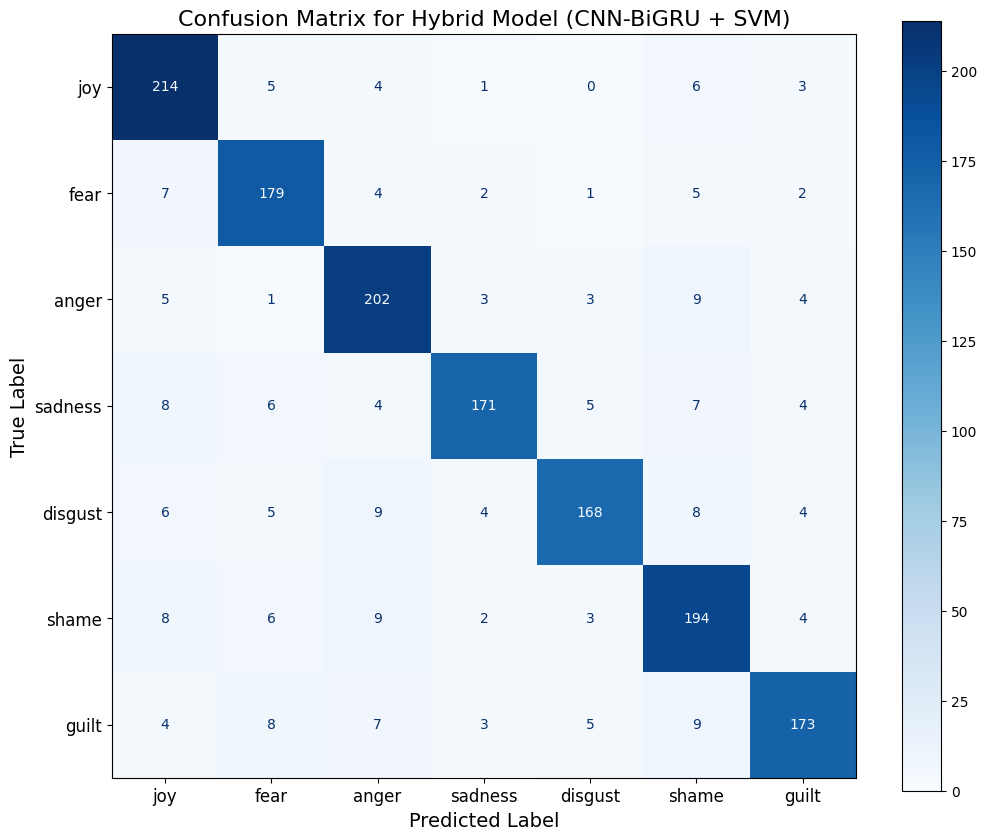 Confusion Matrix for Hybrid Model (CNN-BiGRU + SVM)
True Label
joy 214 5 4 1 0 6 3
fear 7 179 4 2 1 5 2
anger 5 1 202 3 3 9 4
sadness 8 6 4 171 5 7 4
disgust 6 5 9 4 168 8 4
shame 8 6 9 2 3 194 4
guilt 4 8 7 3 5 9 173
joy fear anger sadness disgust shame guilt
Predicted Label
200
175
150
125
100
75
50
25
0